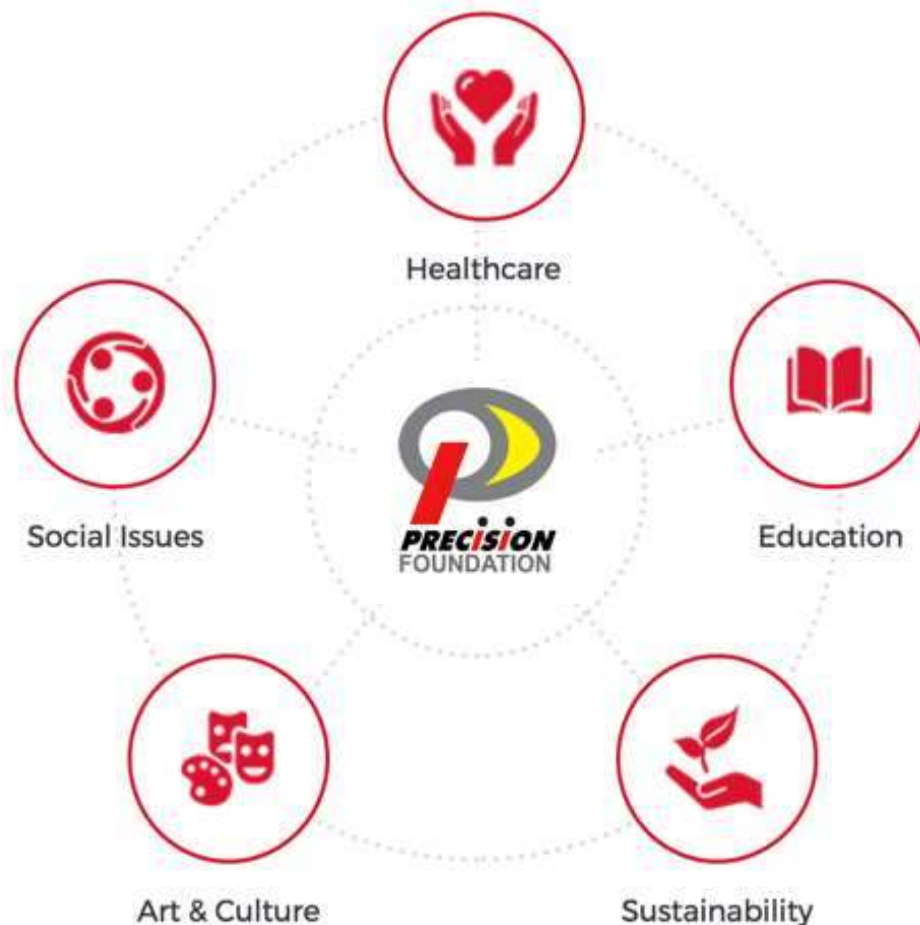 Healthcare
Social Issues
PRECISION
FOUNDATION
Education
Art & Culture
Sustainability